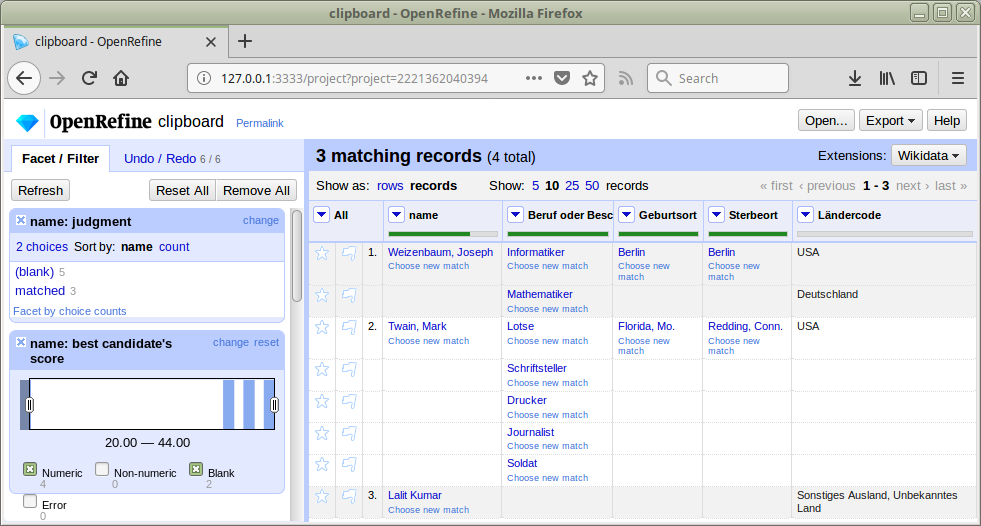 clipboard - OpenRefine - Mozilla Firefox
clipboard - OpenRefine
127.0.0.1:3333/project?project=2221362040394
Search
OpenRefine clipboard Permalink
Open... Export Help
Facet / Filter Undo / Redo 6 / 6
Refresh Reset All Remove All
name: judgment change
2 choices Sort by: name count
(blank) 5
matched 3
Facet by choice counts
name: best candidate's score change reset
20.00 — 44.00
Numeric 4 Non-numeric 0 Blank 2
Error 0
3 matching records (4 total)
Extensions: Wikidata
Show as: rows records Show: 5 10 25 50 records
« first ‹ previous 1 - 3 next › last »
All name Beruf oder Besc Geburtsort Sterbeort Ländercode
1. Weizenbaum, Joseph Informatiker Berlin Berlin USA
Choose new match Choose new match Choose new match Choose new match
Mathematiker Deutschland
Choose new match
2. Twain, Mark Lotse Florida, Mo. Redding, Conn. USA
Choose new match Choose new match Choose new match Choose new match
Schriftsteller
Choose new match
Drucker
Choose new match
Journalist
Choose new match
Soldat
Choose new match
3. Lalit Kumar Sonstiges Ausland, Unbekanntes Land
Choose new match